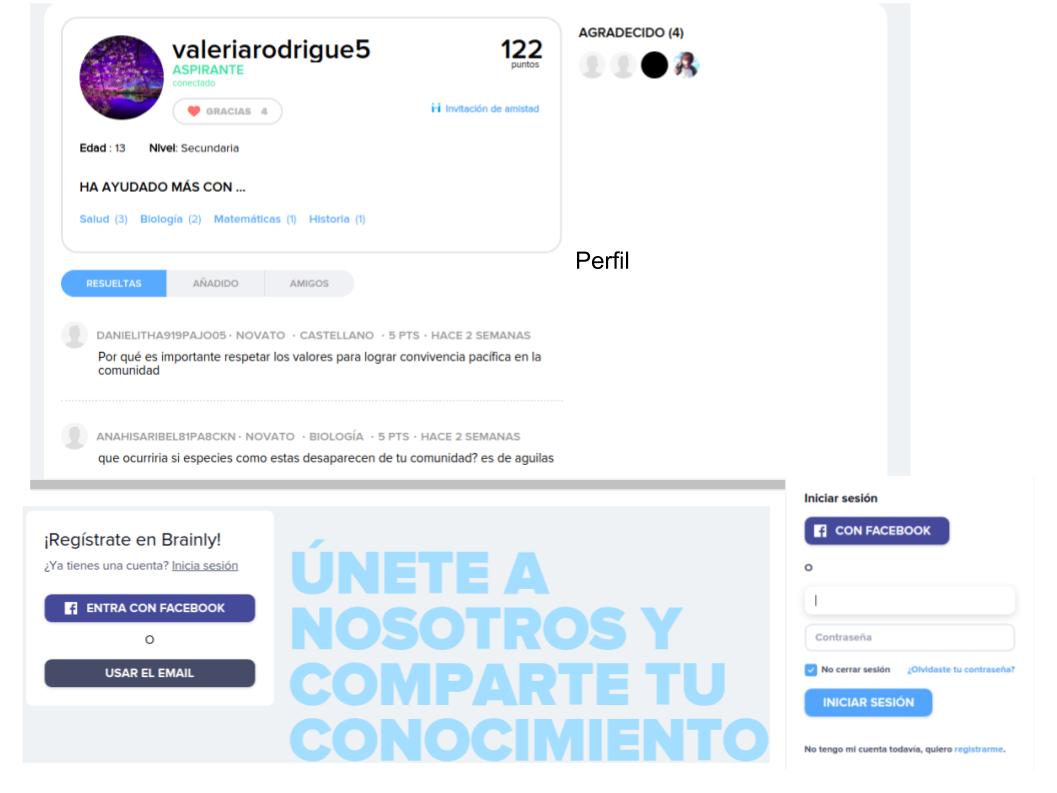 valeriarodrigue5
ASPIRANTE
conectado
GRACIAS 4
122
puntos
Invitación de amistad
Edad : 13 Nivel: Secundaria
HA AYUDADO MÁS CON ...
Salud (3) Biología (2) Matemáticas (1) Historia (1)
AGRADECIDO (4)
Perfil
RESUELTAS AÑADIDO AMIGOS
DANIELITHA919PAJO05 · NOVATO · CASTELLANO · 5 PTS · HACE 2 SEMANAS
Por qué es importante respetar los valores para lograr convivencia pacífica en la
comunidad
ANAHISARIBEL81PA8CKN · NOVATO · BIOLOGÍA · 5 PTS · HACE 2 SEMANAS
que ocurriria si especies como estas desaparecen de tu comunidad? es de aguilas
¡Regístrate en Brainly!
¿Ya tienes una cuenta? Inicia sesión
ENTRA CON FACEBOOK
O
USAR EL EMAIL
ÚNETE A
NOSOTROS Y
COMPARTE TU
CONOCIMIENTO
Iniciar sesión
CON FACEBOOK
o
Contraseña
No cerrar sesión ¿Olvidaste tu contraseña?
INICIAR SESIÓN
No tengo mi cuenta todavía, quiero registrarme.